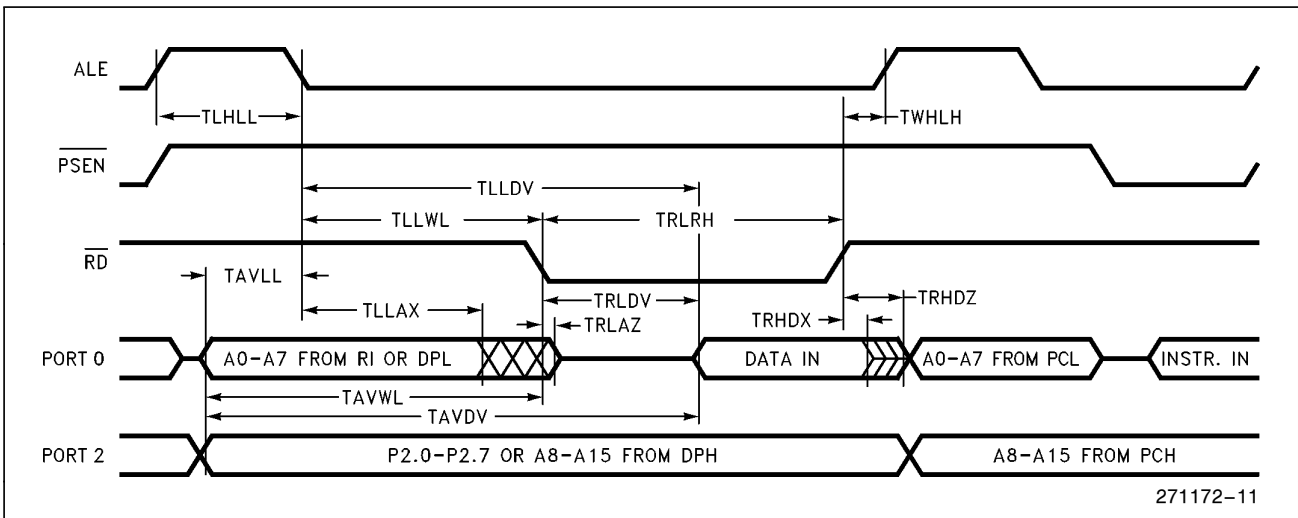 ALE
TLHLL
TWHLH
PSEN
TLLDV
TLLWL
TRLRH
RD
TAVLL
TRLDV
TRHDZ
TLLAX
TRLAZ
TRHDX
PORT 0
A0-A7 FROM RI OR DPL
DATA IN
A0-A7 FROM PCL
INSTR. IN
TAVWL
TAVDV
PORT 2
P2.0-P2.7 OR A8-A15 FROM DPH
A8-A15 FROM PCH
271172-11